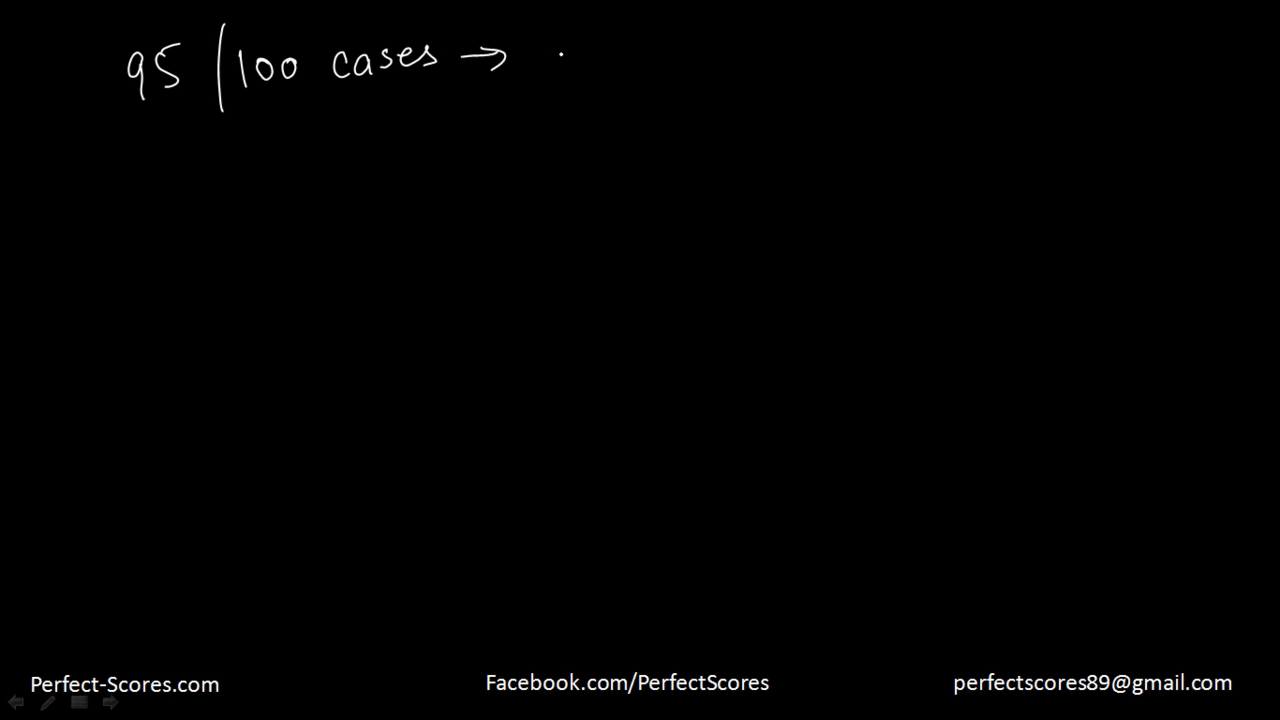 95/100 cases →
Perfect-Scores.com
Facebook.com/PerfectScores
perfectscores89@gmail.com